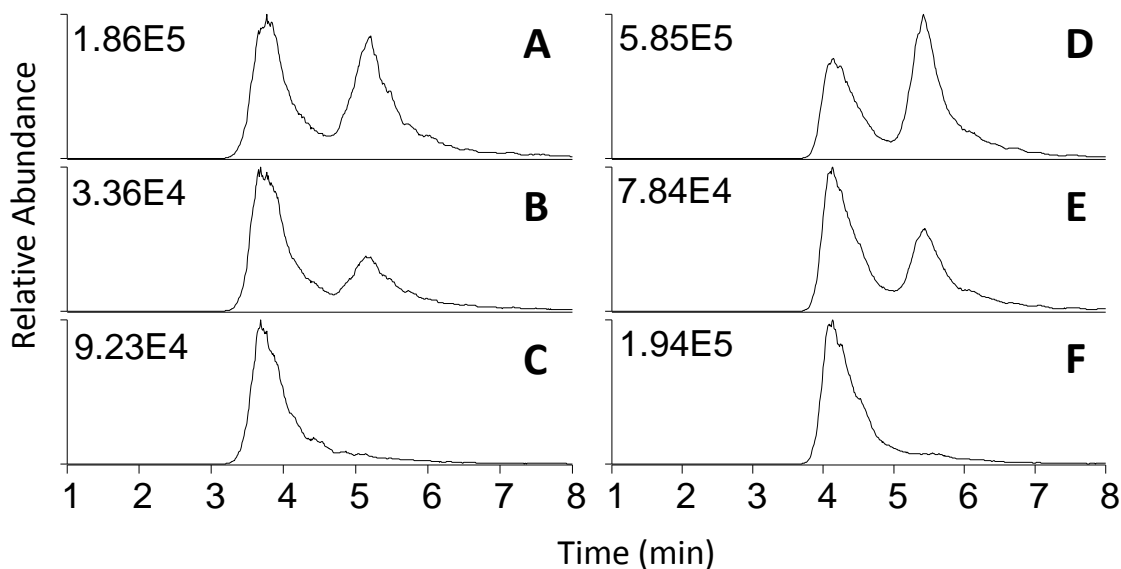 Relative Abundance
1.86E5 A
3.36E4 B
9.23E4 C
1 2 3 4 5 6 7 8
5.85E5 D
7.84E4 E
1.94E5 F
1 2 3 4 5 6 7 8
Time (min)